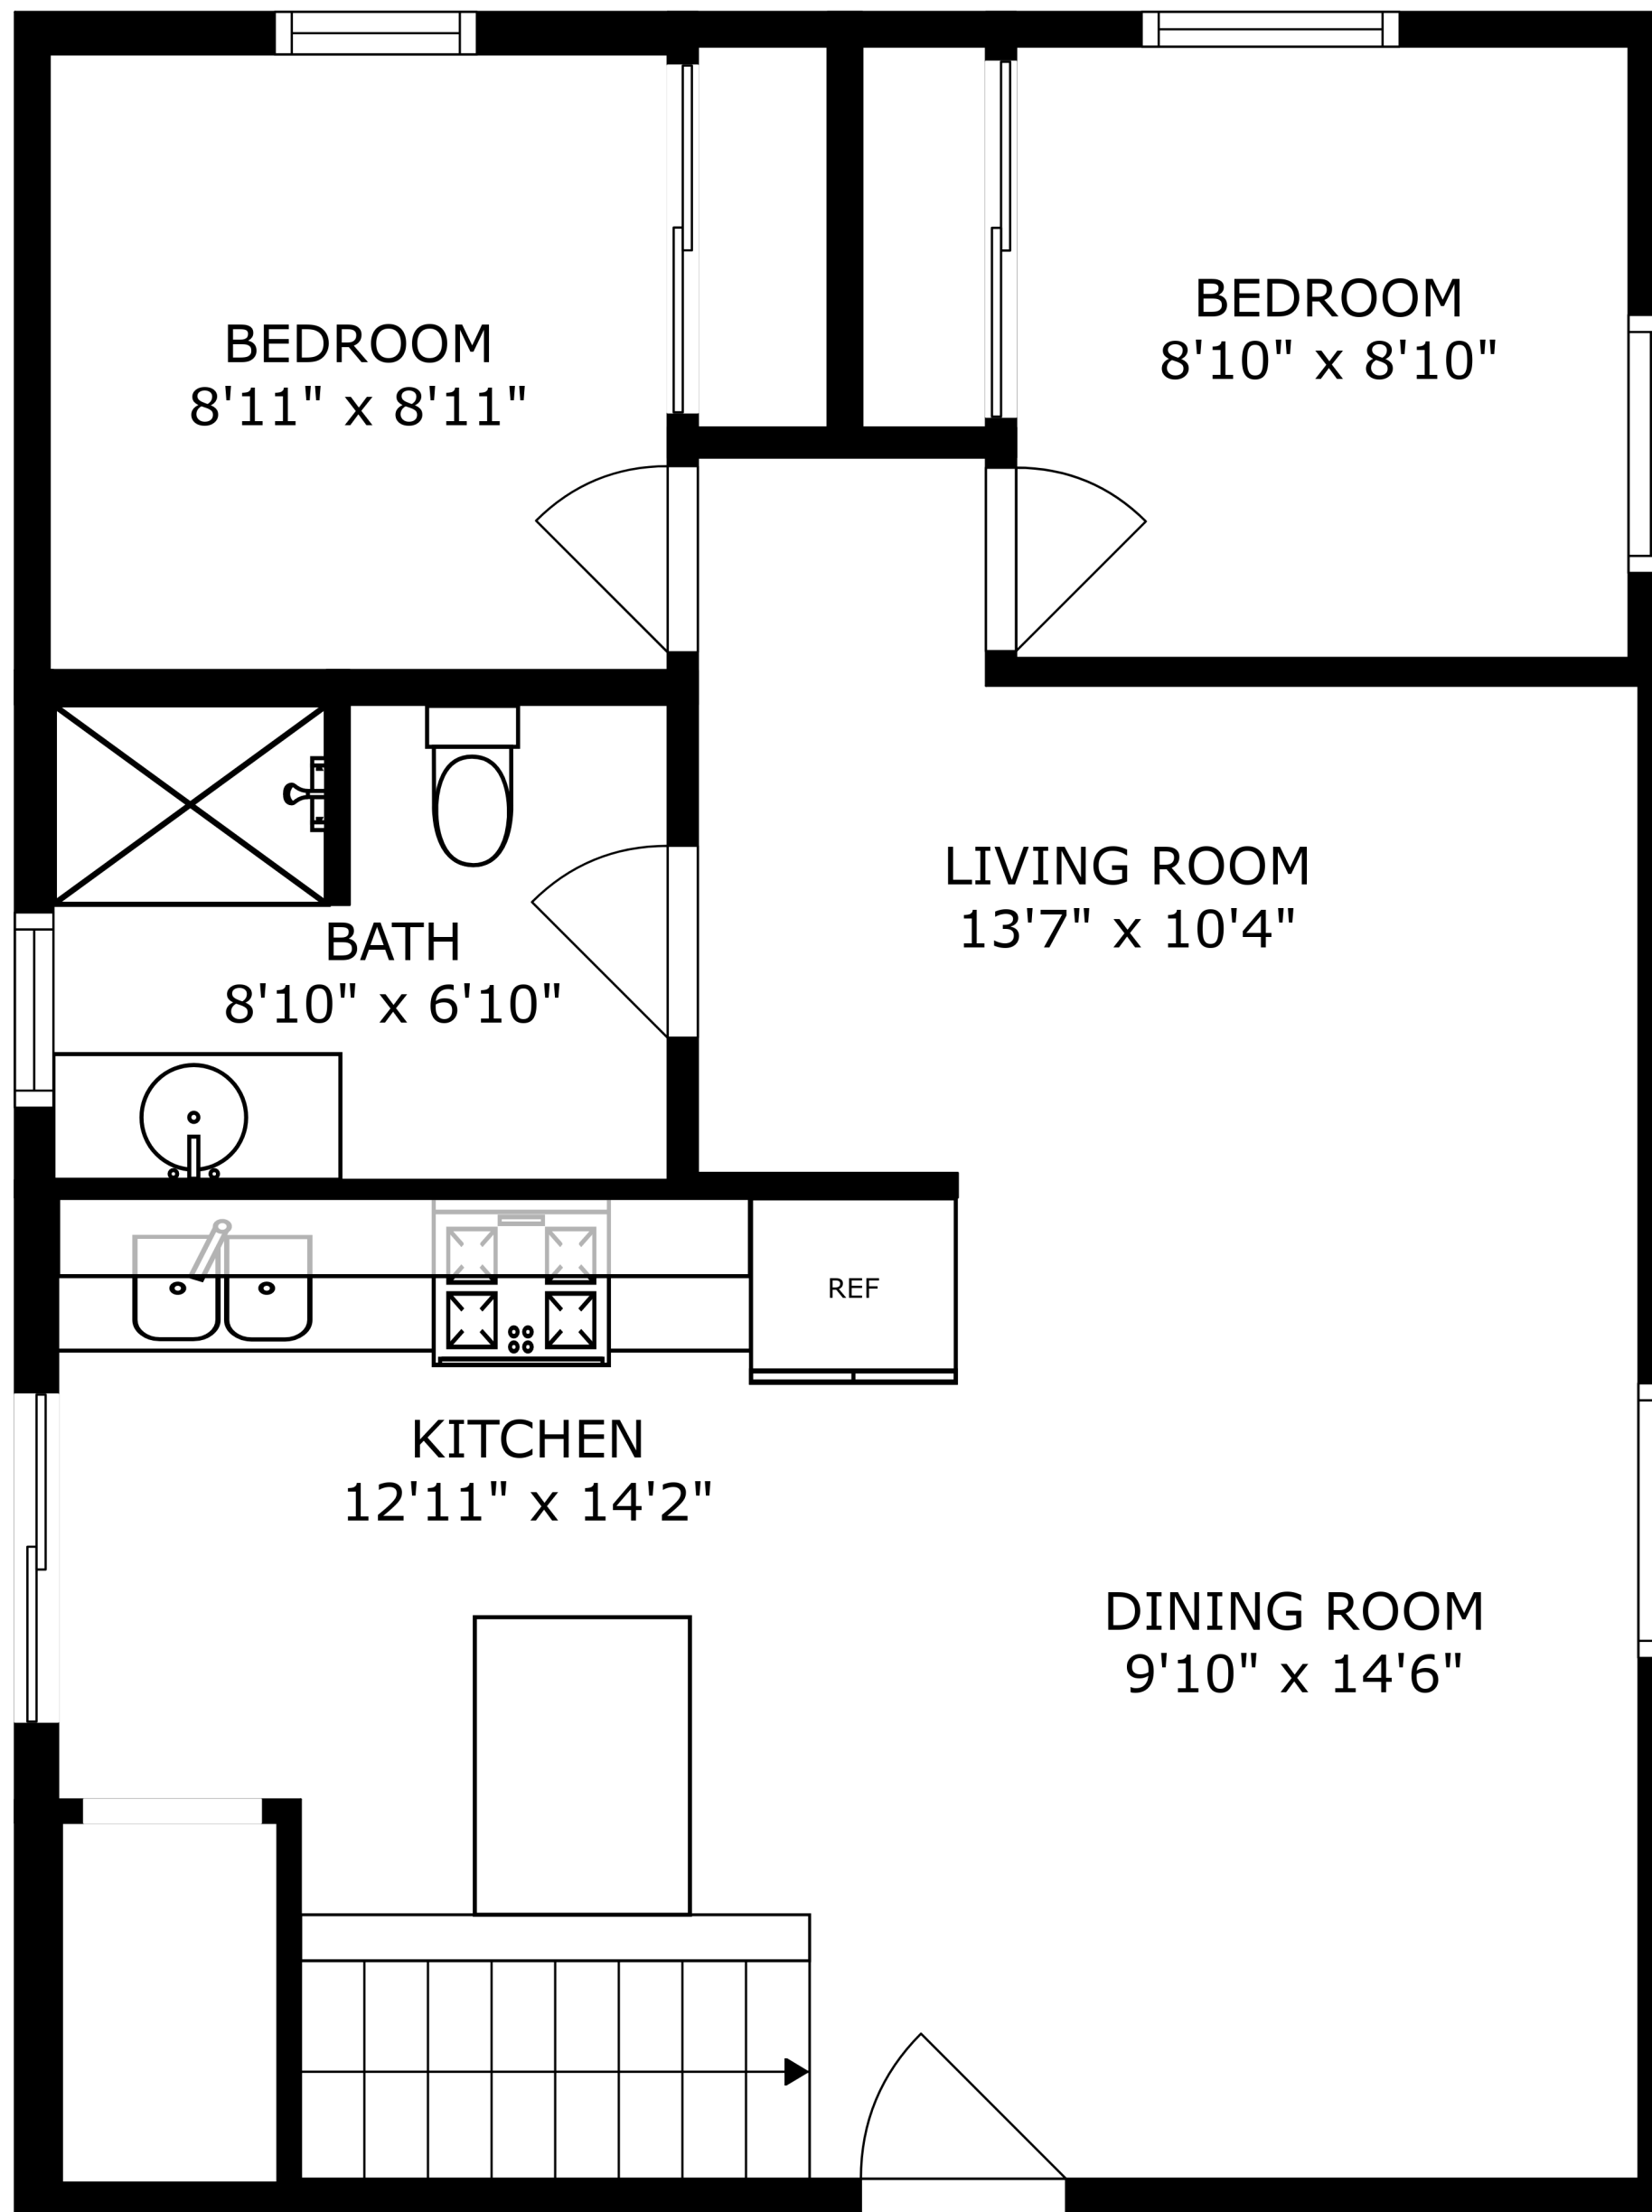 BEDROOM
8'10" x 8'10"
BEDROOM
8'11" x 8'11"
LIVING ROOM
13'7" x 10'4"
BATH
8'10" x 6'10"
REF
KITCHEN
12'11" x 14'2"
DINING ROOM
9'10" x 14'6"